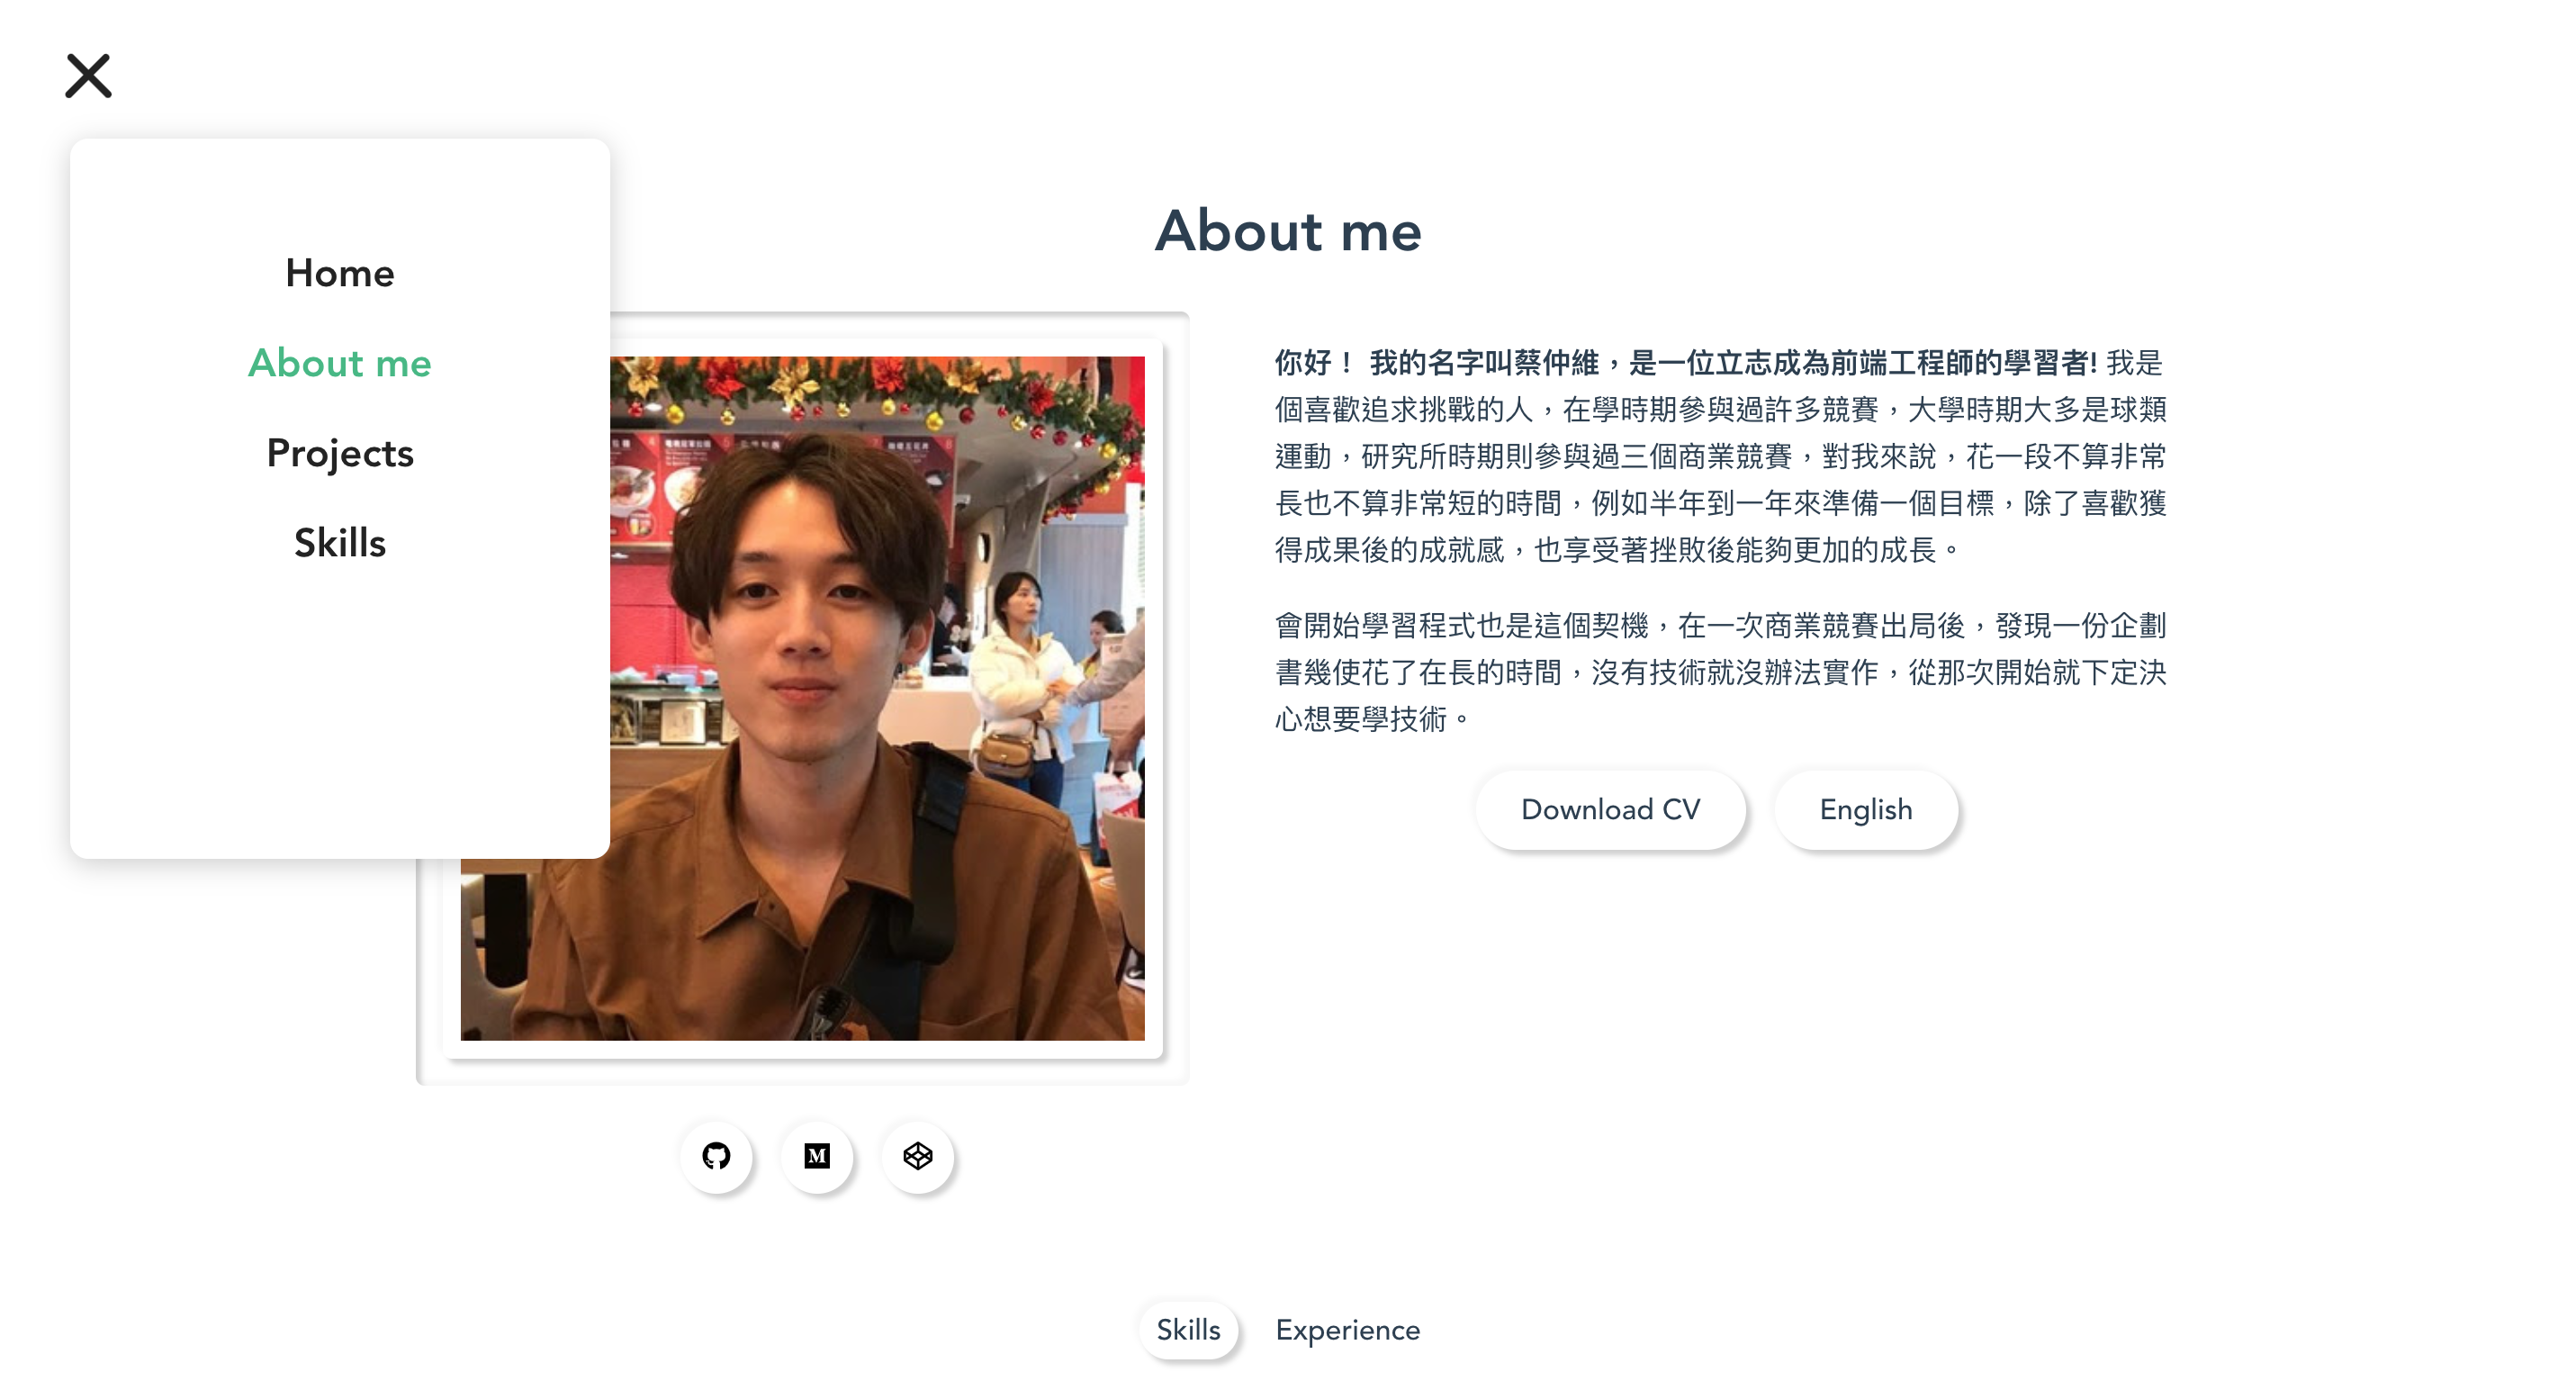 Home
About me
Projects
Skills
About me
你好！ 我的名字叫蔡仲維，是一位立志成為前端工程師的學習者! 我是
個喜歡追求挑戰的人，在學時期參與過許多競賽，大學時期大多是球類
運動，研究所時期則參與過三個商業競賽，對我來說，花一段不算非常
長也不算非常短的時間，例如半年到一年來準備一個目標，除了喜歡獲
得成果後的成就感，也享受著挫敗後能夠更加的成長。
會開始學習程式也是這個契機，在一次商業競賽出局後，發現一份企劃
書幾使花了在長的時間，沒有技術就沒辦法實作，從那次開始就下定決
心想要學技術。
Download CV
English
M
Skills
Experience